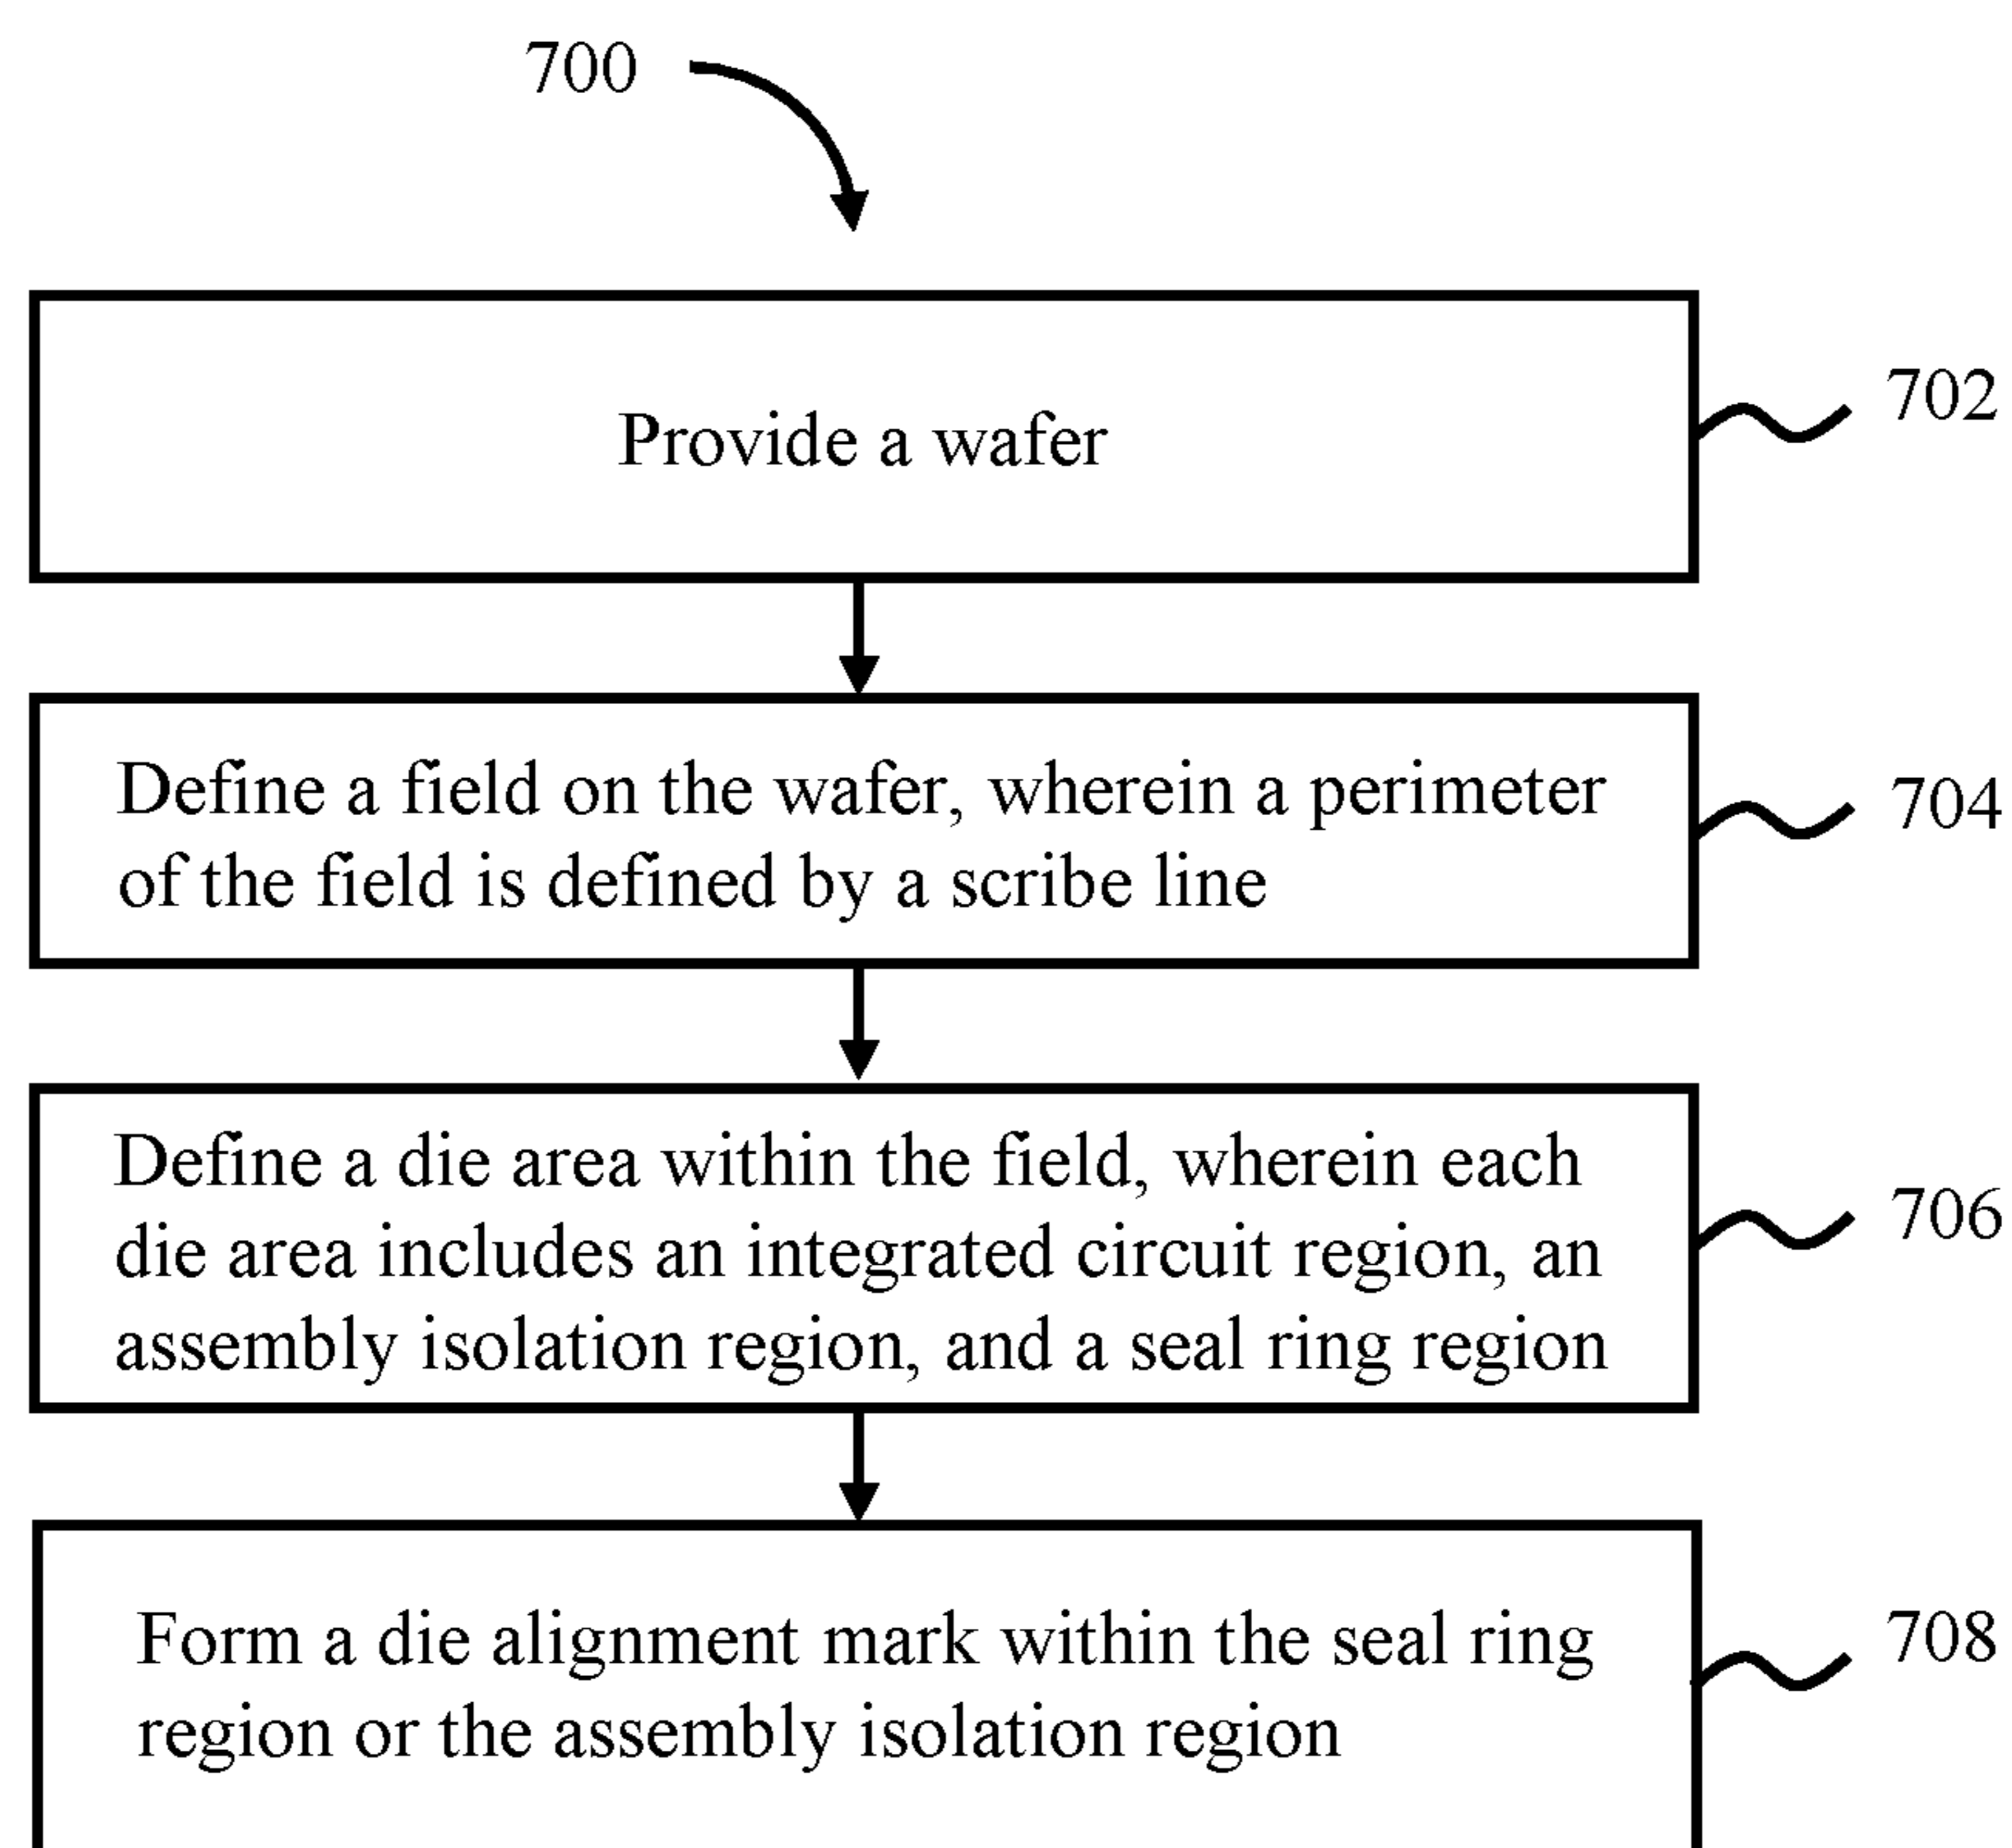 700
Provide a wafer
702
Define a field on the wafer, wherein a perimeter
of the field is defined by a scribe line
704
Define a die area within the field, wherein each
die area includes an integrated circuit region, an
assembly isolation region, and a seal ring region
706
Form a die alignment mark within the seal ring
region or the assembly isolation region
708